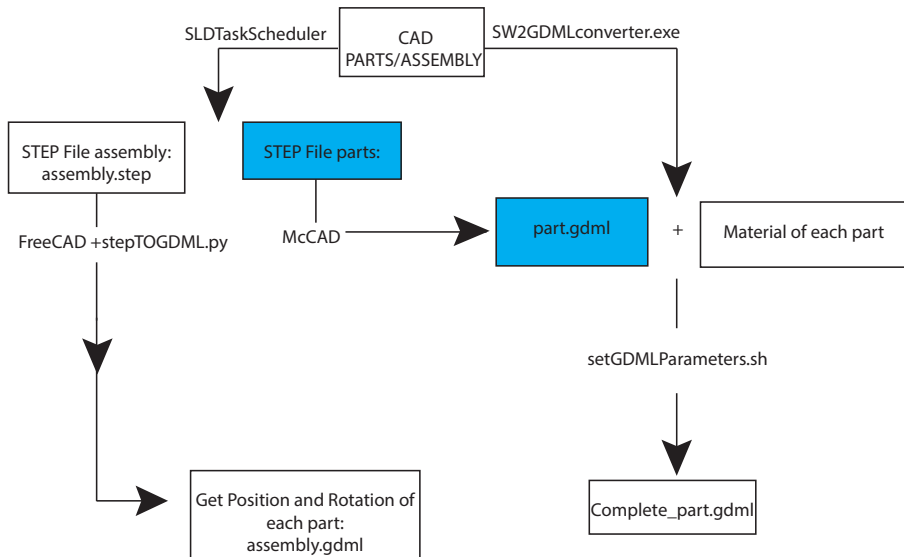 SLDTaskScheduler
CAD
PARTS/ASSEMBLY
SW2GDMLconverter.exe
STEP File assembly:
assembly.step
STEP File parts:
FreeCAD +stepTOGDML.py
McCAD
part.gdml
+
Material of each part
setGDMLParameters.sh
Get Position and Rotation of
each part:
assembly.gdml
Complete_part.gdml